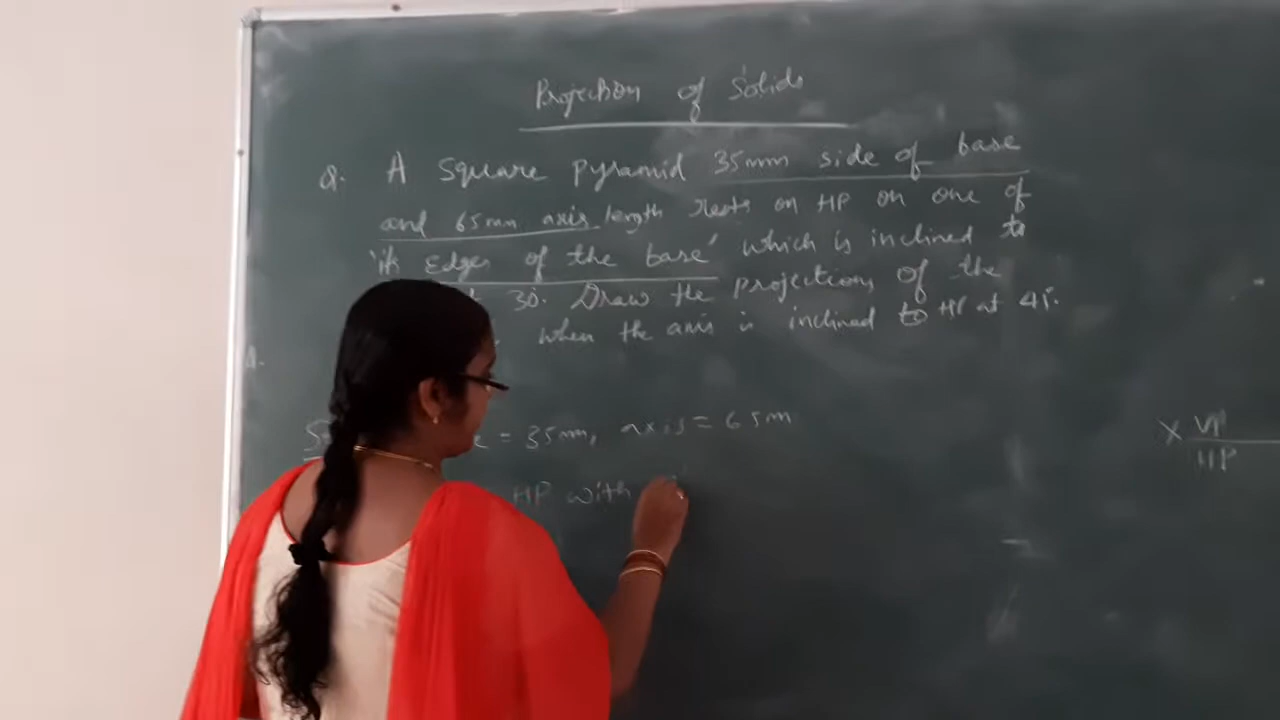 Projection of Solids
Q. A Square Pyramid 35mm side of base
and 65mm axis length rests on HP on one of
'its Edges of the base' which is inclined to
30°. Draw the projections of the
when the axis is inclined to HP at 45°.
= 35mm, axis = 65m
HP with
X VP
HP